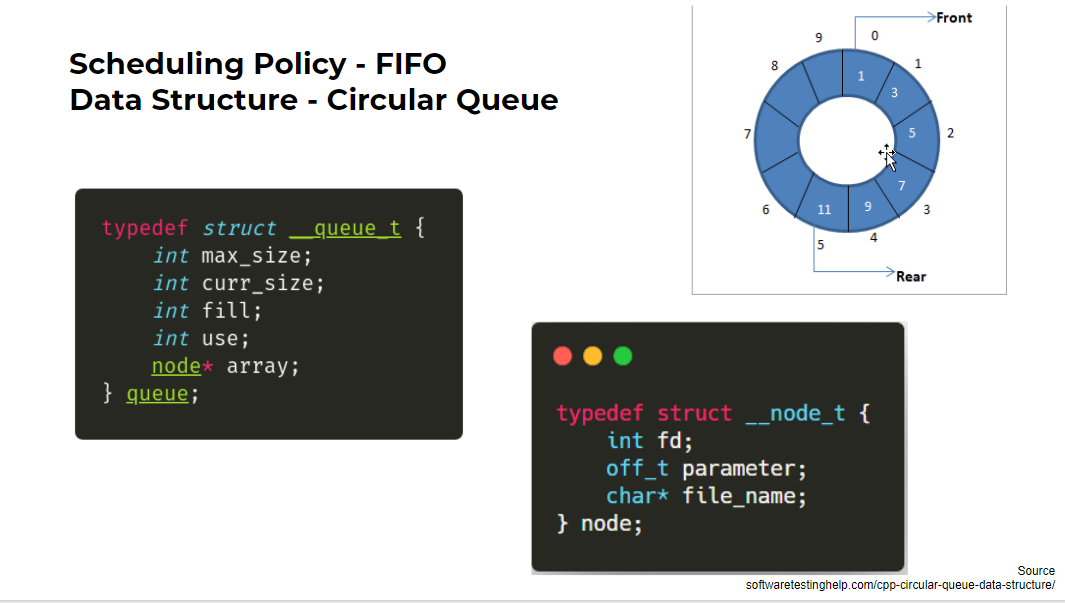 Scheduling Policy - FIFO
Data Structure - Circular Queue
typedef struct __queue_t {
    int max_size;
    int curr_size;
    int fill;
    int use;
    node* array;
} queue;
Front
9
0
8
1
1
3
7
5
2
7
6
11
9
3
5
4
Rear
typedef struct __node_t {
    int fd;
    off_t parameter;
    char* file_name;
} node;
Source
softwaretestinghelp.com/cpp-circular-queue-data-structure/